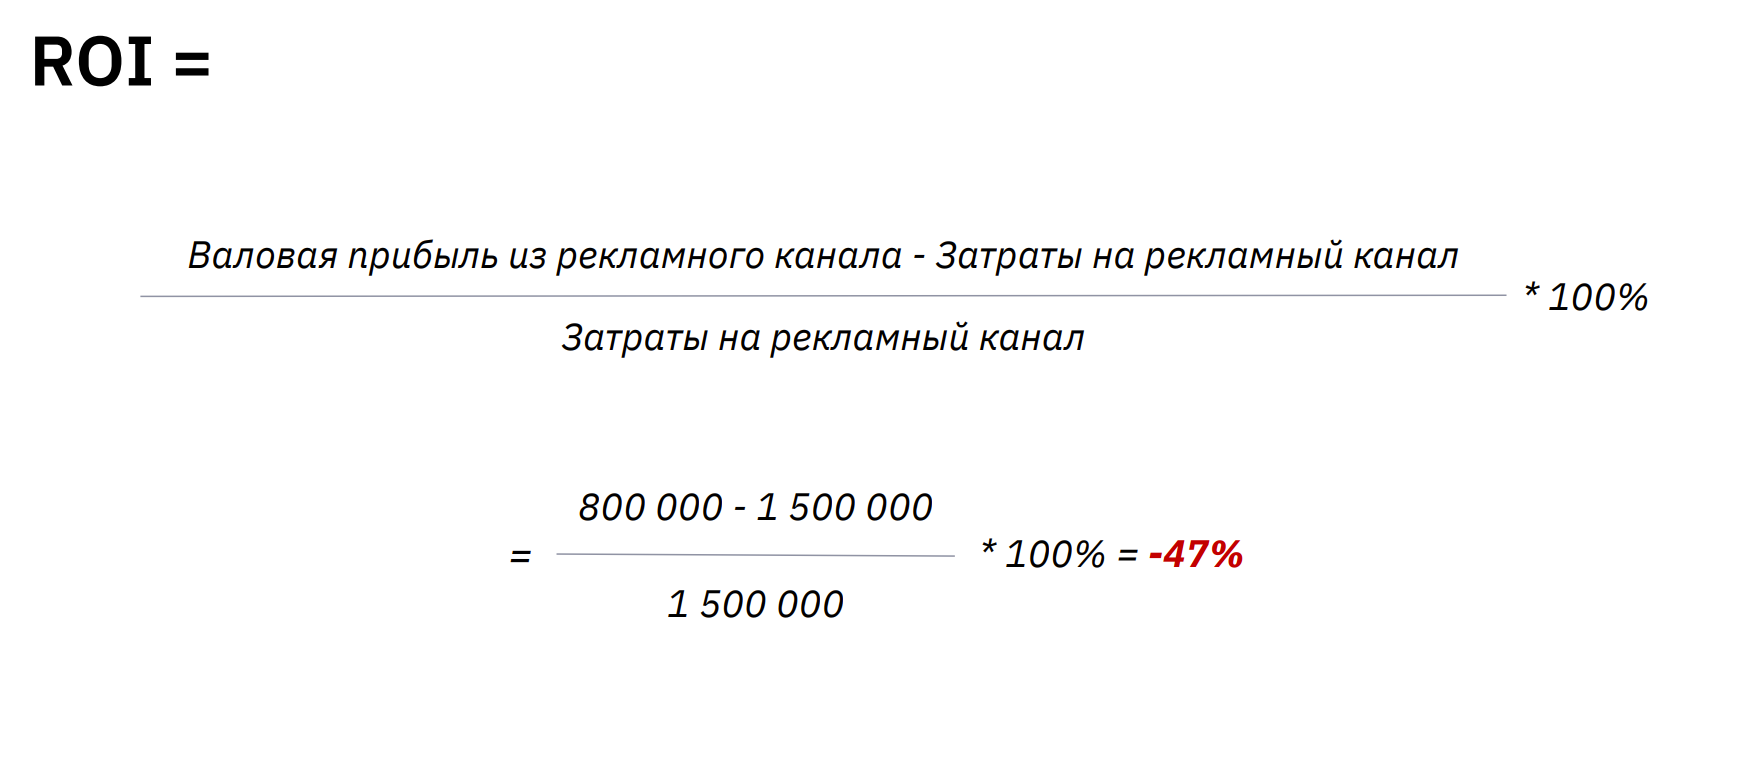 ROI =
Валовая прибыль из рекламного канала - Затраты на рекламный канал
* 100%
Затраты на рекламный канал
800 000 - 1 500 000
= * 100% = -47%
1 500 000